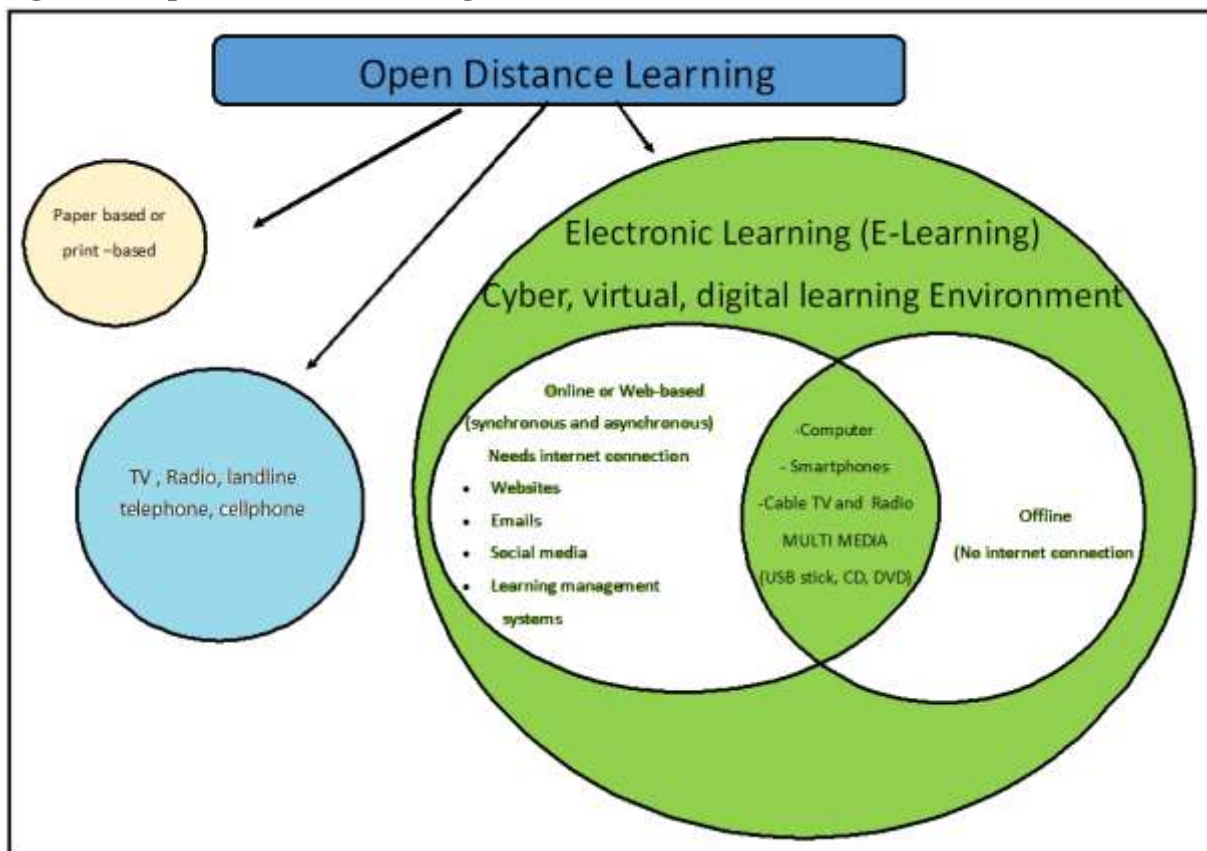 Open Distance Learning
Paper based or
print –based
TV , Radio, landline
telephone, cellphone
Electronic Learning (E-Learning)
Cyber, virtual, digital learning Environment
Online or Web-based
(synchronous and asynchronous)
Needs internet connection
• Websites
• Emails
• Social media
• Learning management
systems
-Computer
- Smartphones
-Cable TV and Radio
MULTI MEDIA
(USB stick, CD, DVD)
Offline
(No internet connection